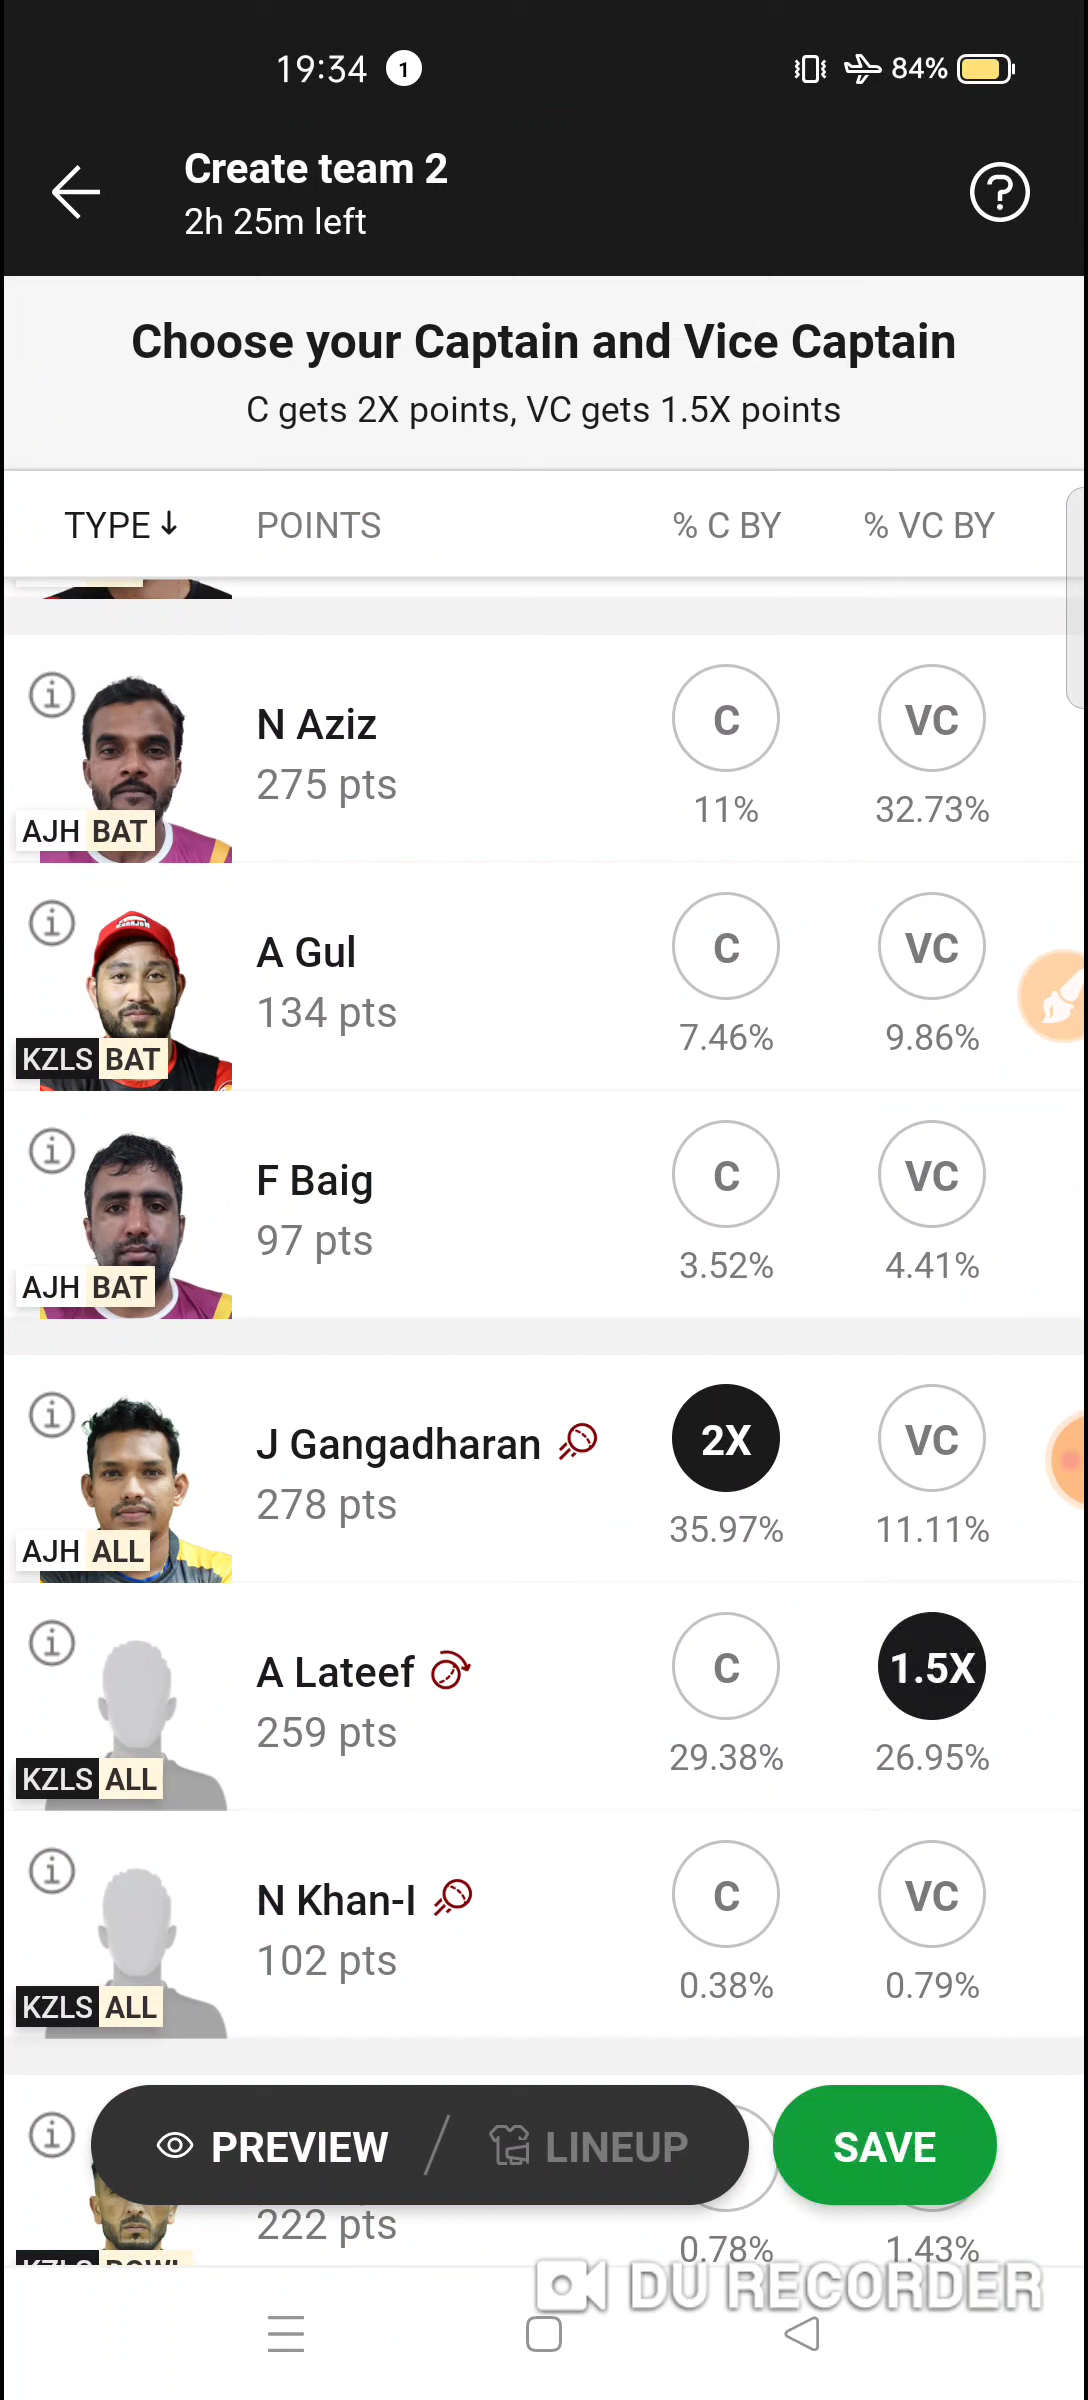 19:34 1 84%
Create team 2
2h 25m left
Choose your Captain and Vice Captain
C gets 2X points, VC gets 1.5X points
TYPE POINTS % C BY % VC BY
N Aziz C VC
275 pts 11% 32.73%
AJH BAT
A Gul C VC
134 pts 7.46% 9.86%
KZLS BAT
F Baig C VC
97 pts 3.52% 4.41%
AJH BAT
J Gangadharan 2X VC
278 pts 35.97% 11.11%
AJH ALL
A Lateef C 1.5X
259 pts 29.38% 26.95%
KZLS ALL
N Khan-I C VC
102 pts 0.38% 0.79%
KZLS ALL
PREVIEW LINEUP SAVE
222 pts 0.78% 1.43%
KZLS BOWL
DU RECORDER